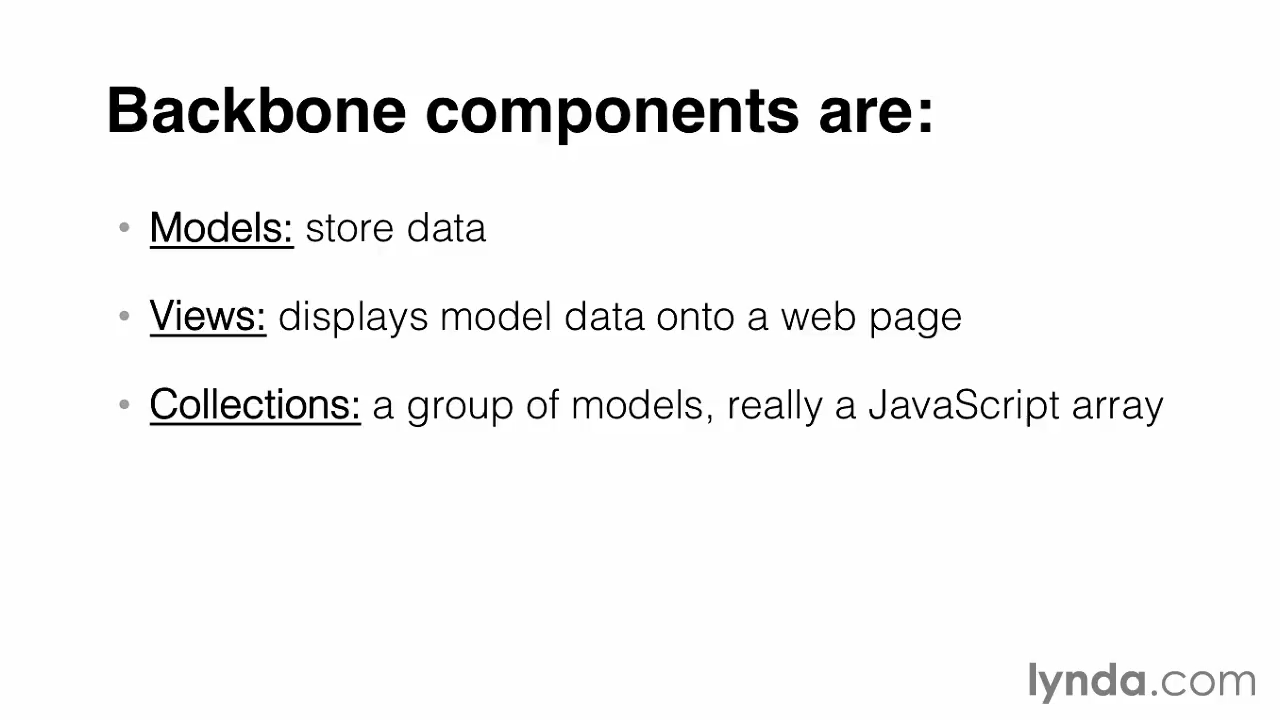 Backbone components are:
• Models: store data
• Views: displays model data onto a web page
• Collections: a group of models, really a JavaScript array
lynda.com